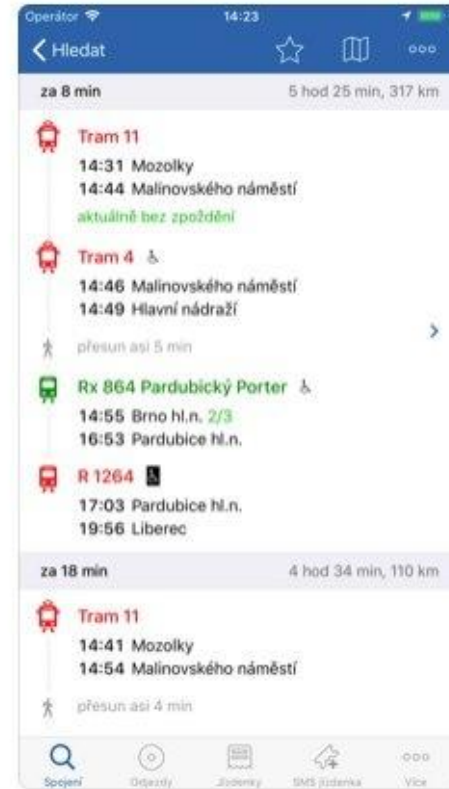 Operátor 14:23
Hledat
za 8 min 5 hod 25 min, 317 km
Tram 11
14:31 Mozolky
14:44 Malinovského náměstí
aktuálně bez zpoždění
Tram 4
14:46 Malinovského náměstí
14:49 Hlavní nádraží
přesun asi 5 min
Rx 864 Pardubický Porter
14:55 Brno hl.n. 2/3
16:53 Pardubice hl.n.
R 1264
17:03 Pardubice hl.n.
19:56 Liberec
za 18 min 4 hod 34 min, 110 km
Tram 11
14:41 Mozolky
14:54 Malinovského náměstí
přesun asi 4 min
Spojení Odjezdy Jízdenky SMS jízdenka Více